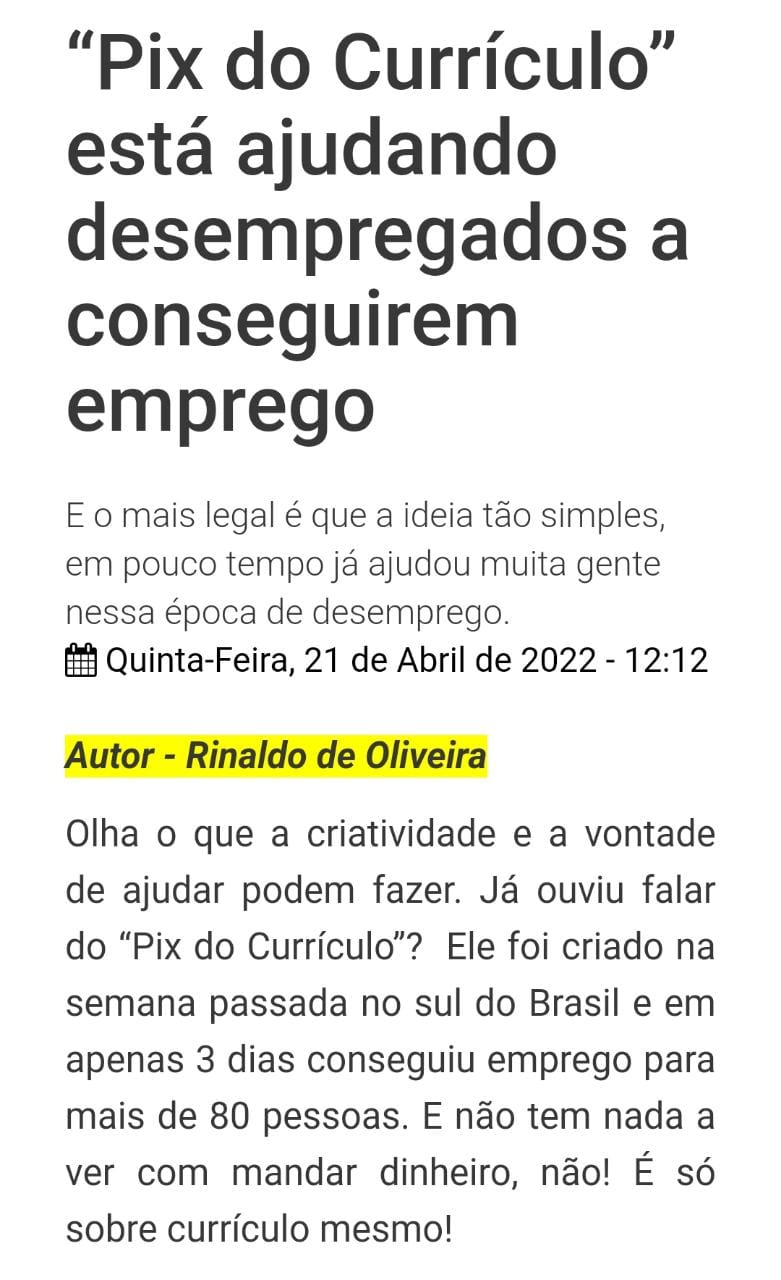 “Pix do Currículo”
está ajudando
desempregados a
conseguirem
emprego
E o mais legal é que a ideia tão simples,
em pouco tempo já ajudou muita gente
nessa época de desemprego.
Quinta-Feira, 21 de Abril de 2022 - 12:12
Autor - Rinaldo de Oliveira
Olha o que a criatividade e a vontade
de ajudar podem fazer. Já ouviu falar
do “Pix do Currículo”? Ele foi criado na
semana passada no sul do Brasil e em
apenas 3 dias conseguiu emprego para
mais de 80 pessoas. E não tem nada a
ver com mandar dinheiro, não! É só
sobre currículo mesmo!